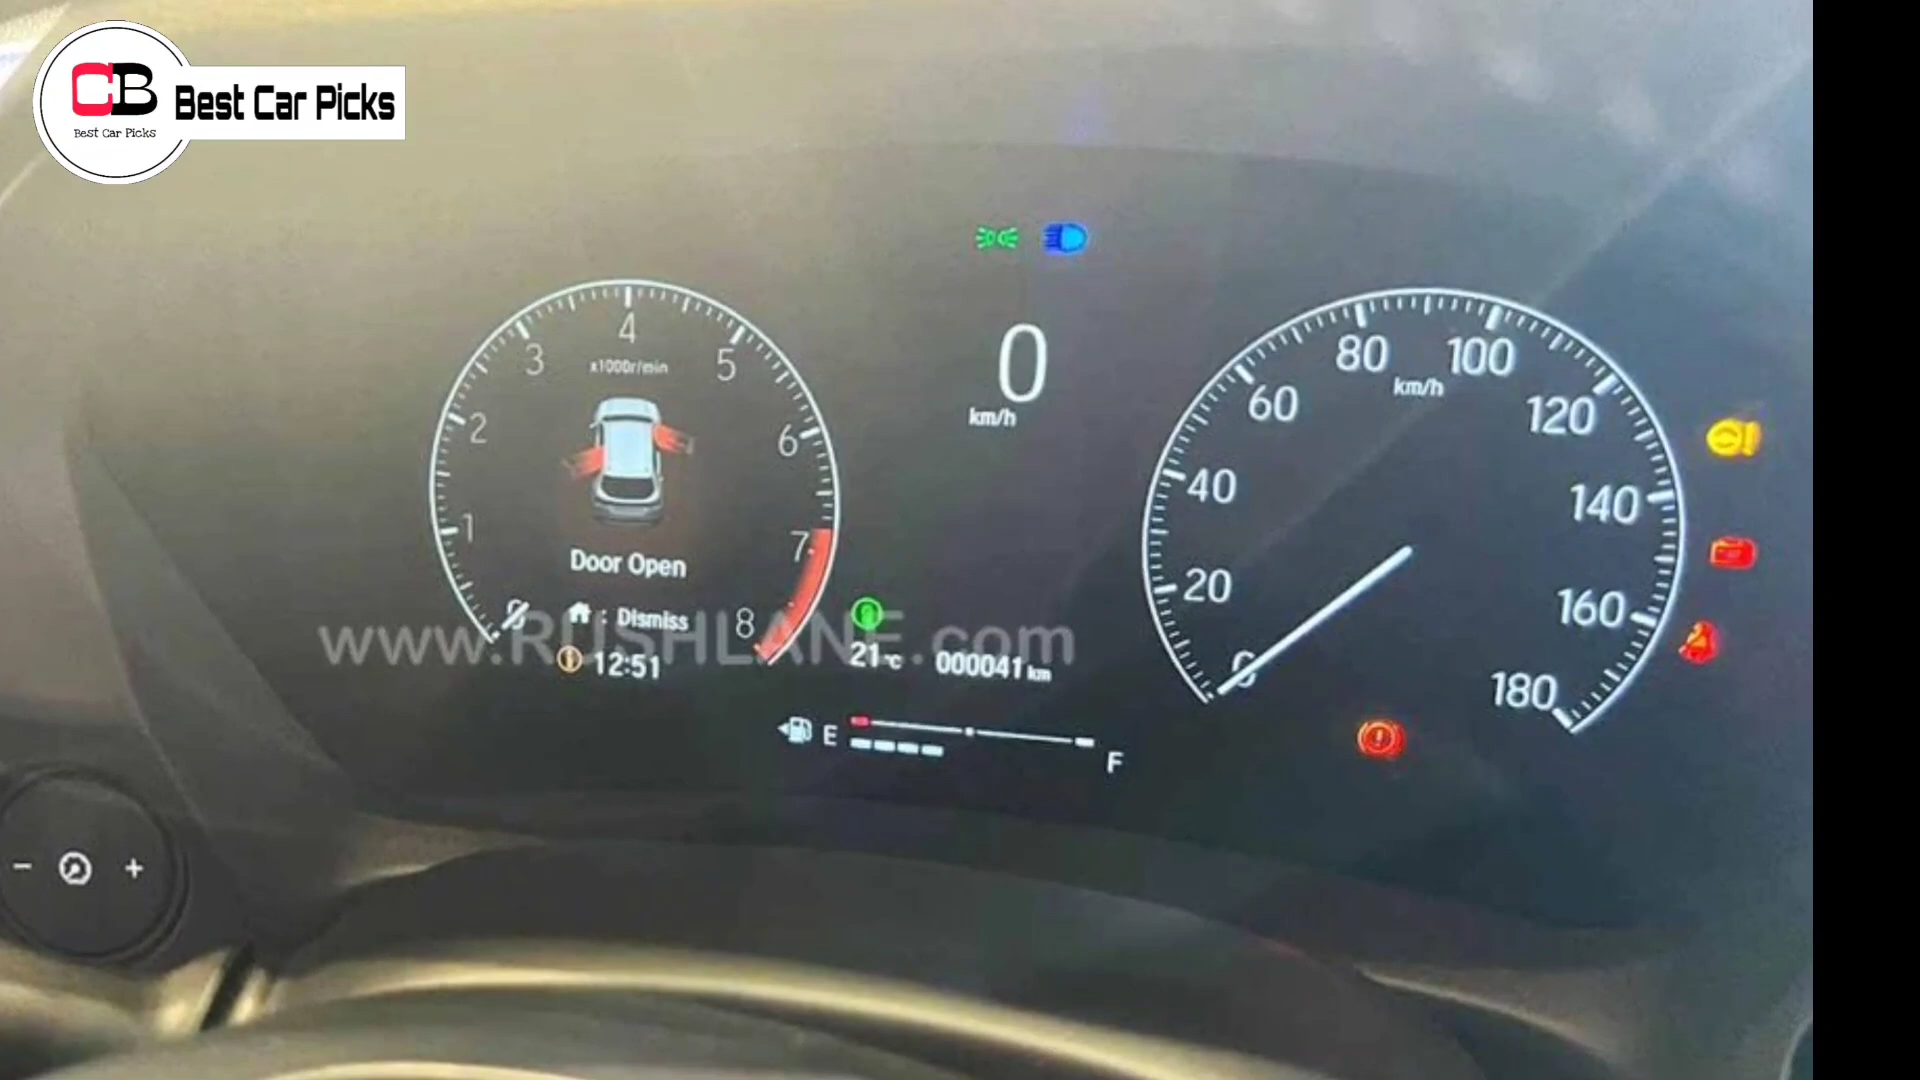 CB
Best Car Picks
Best Car Picks
4
3
5
x1000r/min
2
6
1
7
8
Door Open
: Dismiss
12:51
www.RUSHLANE.com
0
km/h
21°c
000041 km
E
F
80
100
km/h
60
120
40
140
20
160
0
180
- +